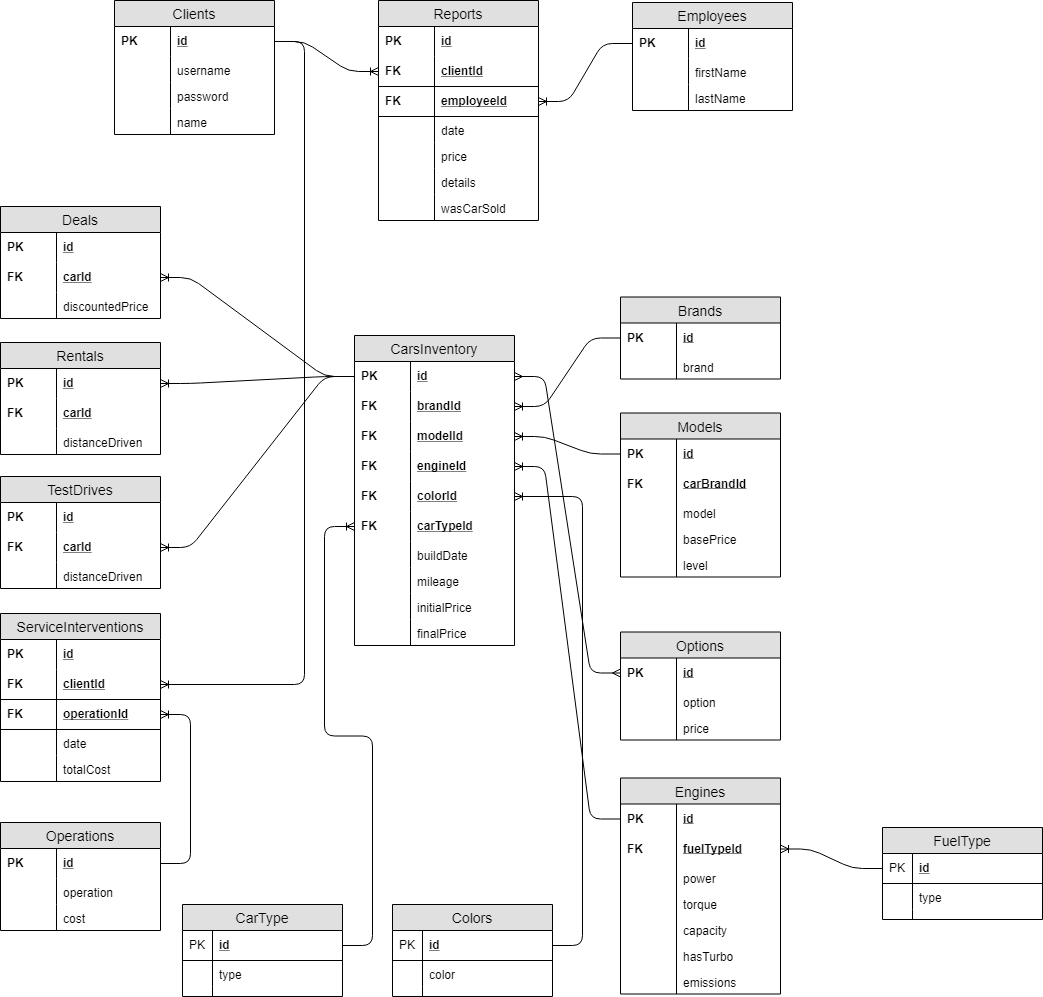 Clients
PK id
username
password
name
Reports
PK id
FK clientId
FK employeeId
date
price
details
wasCarSold
Employees
PK id
firstName
lastName
Deals
PK id
FK carId
discountedPrice
Rentals
PK id
FK carId
distanceDriven
TestDrives
PK id
FK carId
distanceDriven
ServiceInterventions
PK id
FK clientId
FK operationId
date
totalCost
Operations
PK id
operation
cost
CarsInventory
PK id
FK brandId
FK modelId
FK engineId
FK colorId
FK carTypeId
buildDate
mileage
initialPrice
finalPrice
Brands
PK id
brand
Models
PK id
FK carBrandId
model
basePrice
level
Options
PK id
option
price
Engines
PK id
FK fuelTypeId
power
torque
capacity
hasTurbo
emissions
FuelType
PK id
type
CarType
PK id
type
Colors
PK id
color